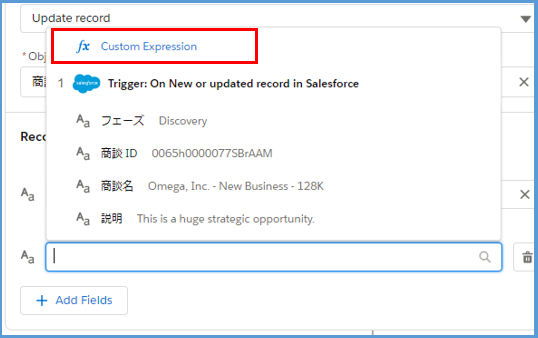 Update record
fx Custom Expression
* Obj
商談
1 salesforce Trigger: On New or updated record in Salesforce
Aa フェーズ Discovery
Aa 商談 ID 0065h0000077SBrAAM
Reco
Aa 商談名 Omega, Inc. - New Business - 128K
Aa
Aa 説明 This is a huge strategic opportunity.
Aa
+ Add Fields